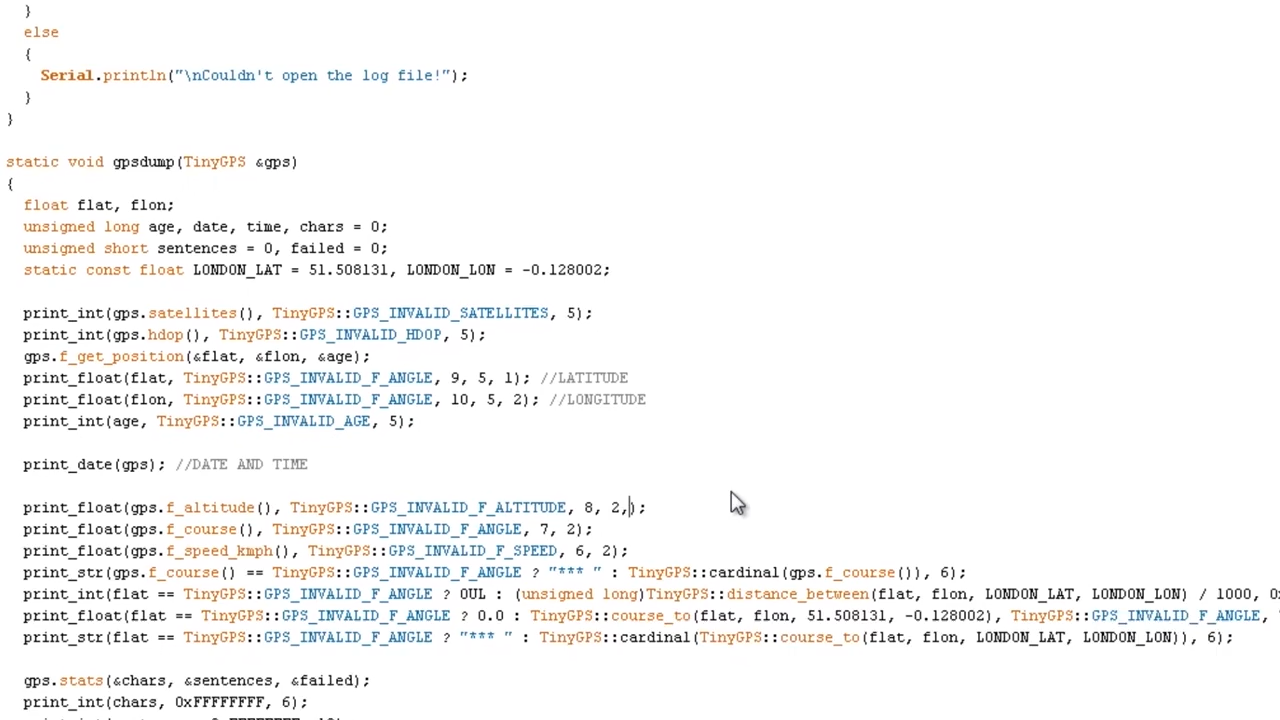 }
else
{
Serial.println("\nCouldn't open the log file!");
}
}
static void gpsdump(TinyGPS &gps)
{
float flat, flon;
unsigned long age, date, time, chars = 0;
unsigned short sentences = 0, failed = 0;
static const float LONDON_LAT = 51.508131, LONDON_LON = -0.128002;
print_int(gps.satellites(), TinyGPS::GPS_INVALID_SATELLITES, 5);
print_int(gps.hdop(), TinyGPS::GPS_INVALID_HDOP, 5);
gps.f_get_position(&flat, &flon, &age);
print_float(flat, TinyGPS::GPS_INVALID_F_ANGLE, 9, 5, 1); //LATITUDE
print_float(flon, TinyGPS::GPS_INVALID_F_ANGLE, 10, 5, 2); //LONGITUDE
print_int(age, TinyGPS::GPS_INVALID_AGE, 5);
print_date(gps); //DATE AND TIME
print_float(gps.f_altitude(), TinyGPS::GPS_INVALID_F_ALTITUDE, 8, 2,);
print_float(gps.f_course(), TinyGPS::GPS_INVALID_F_ANGLE, 7, 2);
print_float(gps.f_speed_kmph(), TinyGPS::GPS_INVALID_F_SPEED, 6, 2);
print_str(gps.f_course() == TinyGPS::GPS_INVALID_F_ANGLE ? "*** " : TinyGPS::cardinal(gps.f_course()), 6);
print_int(flat == TinyGPS::GPS_INVALID_F_ANGLE ? 0UL : (unsigned long)TinyGPS::distance_between(flat, flon, LONDON_LAT, LONDON_LON) / 1000, 0x
print_float(flat == TinyGPS::GPS_INVALID_F_ANGLE ? 0.0 : TinyGPS::course_to(flat, flon, 51.508131, -0.128002), TinyGPS::GPS_INVALID_F_ANGLE,
print_str(flat == TinyGPS::GPS_INVALID_F_ANGLE ? "*** " : TinyGPS::cardinal(TinyGPS::course_to(flat, flon, LONDON_LAT, LONDON_LON)), 6);
gps.stats(&chars, &sentences, &failed);
print_int(chars, 0xFFFFFFFF, 6);